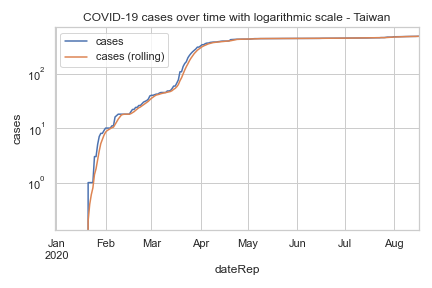 COVID-19 cases over time with logarithmic scale - Taiwan
cases
cases (rolling)
cases
10²
10¹
10⁰
Jan Feb Mar Apr May Jun Jul Aug
2020
dateRep